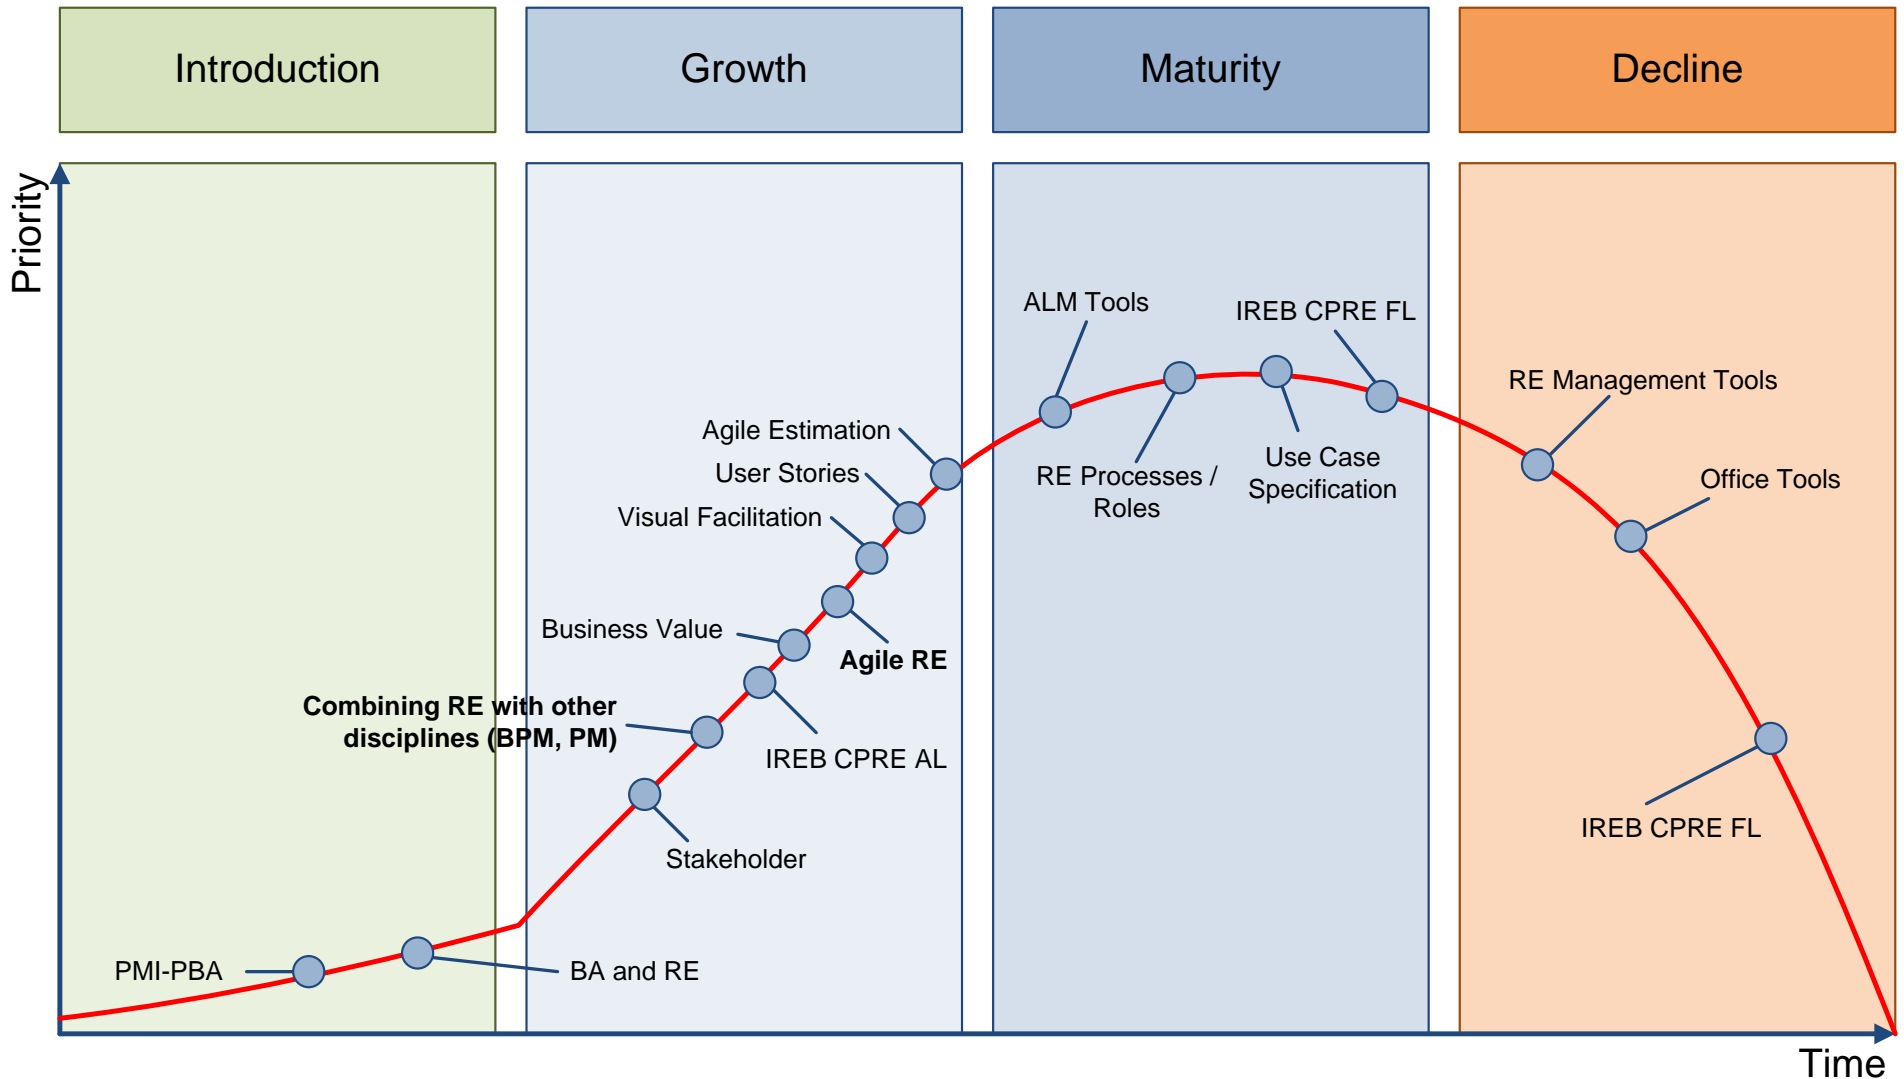 Introduction
Growth
Maturity
Decline
Priority
ALM Tools
IREB CPRE FL
RE Management Tools
Agile Estimation
User Stories
RE Processes /
Roles
Use Case
Specification
Office Tools
Visual Facilitation
Business Value
Agile RE
Combining RE with other
disciplines (BPM, PM)
IREB CPRE AL
IREB CPRE FL
Stakeholder
PMI-PBA
BA and RE
Time